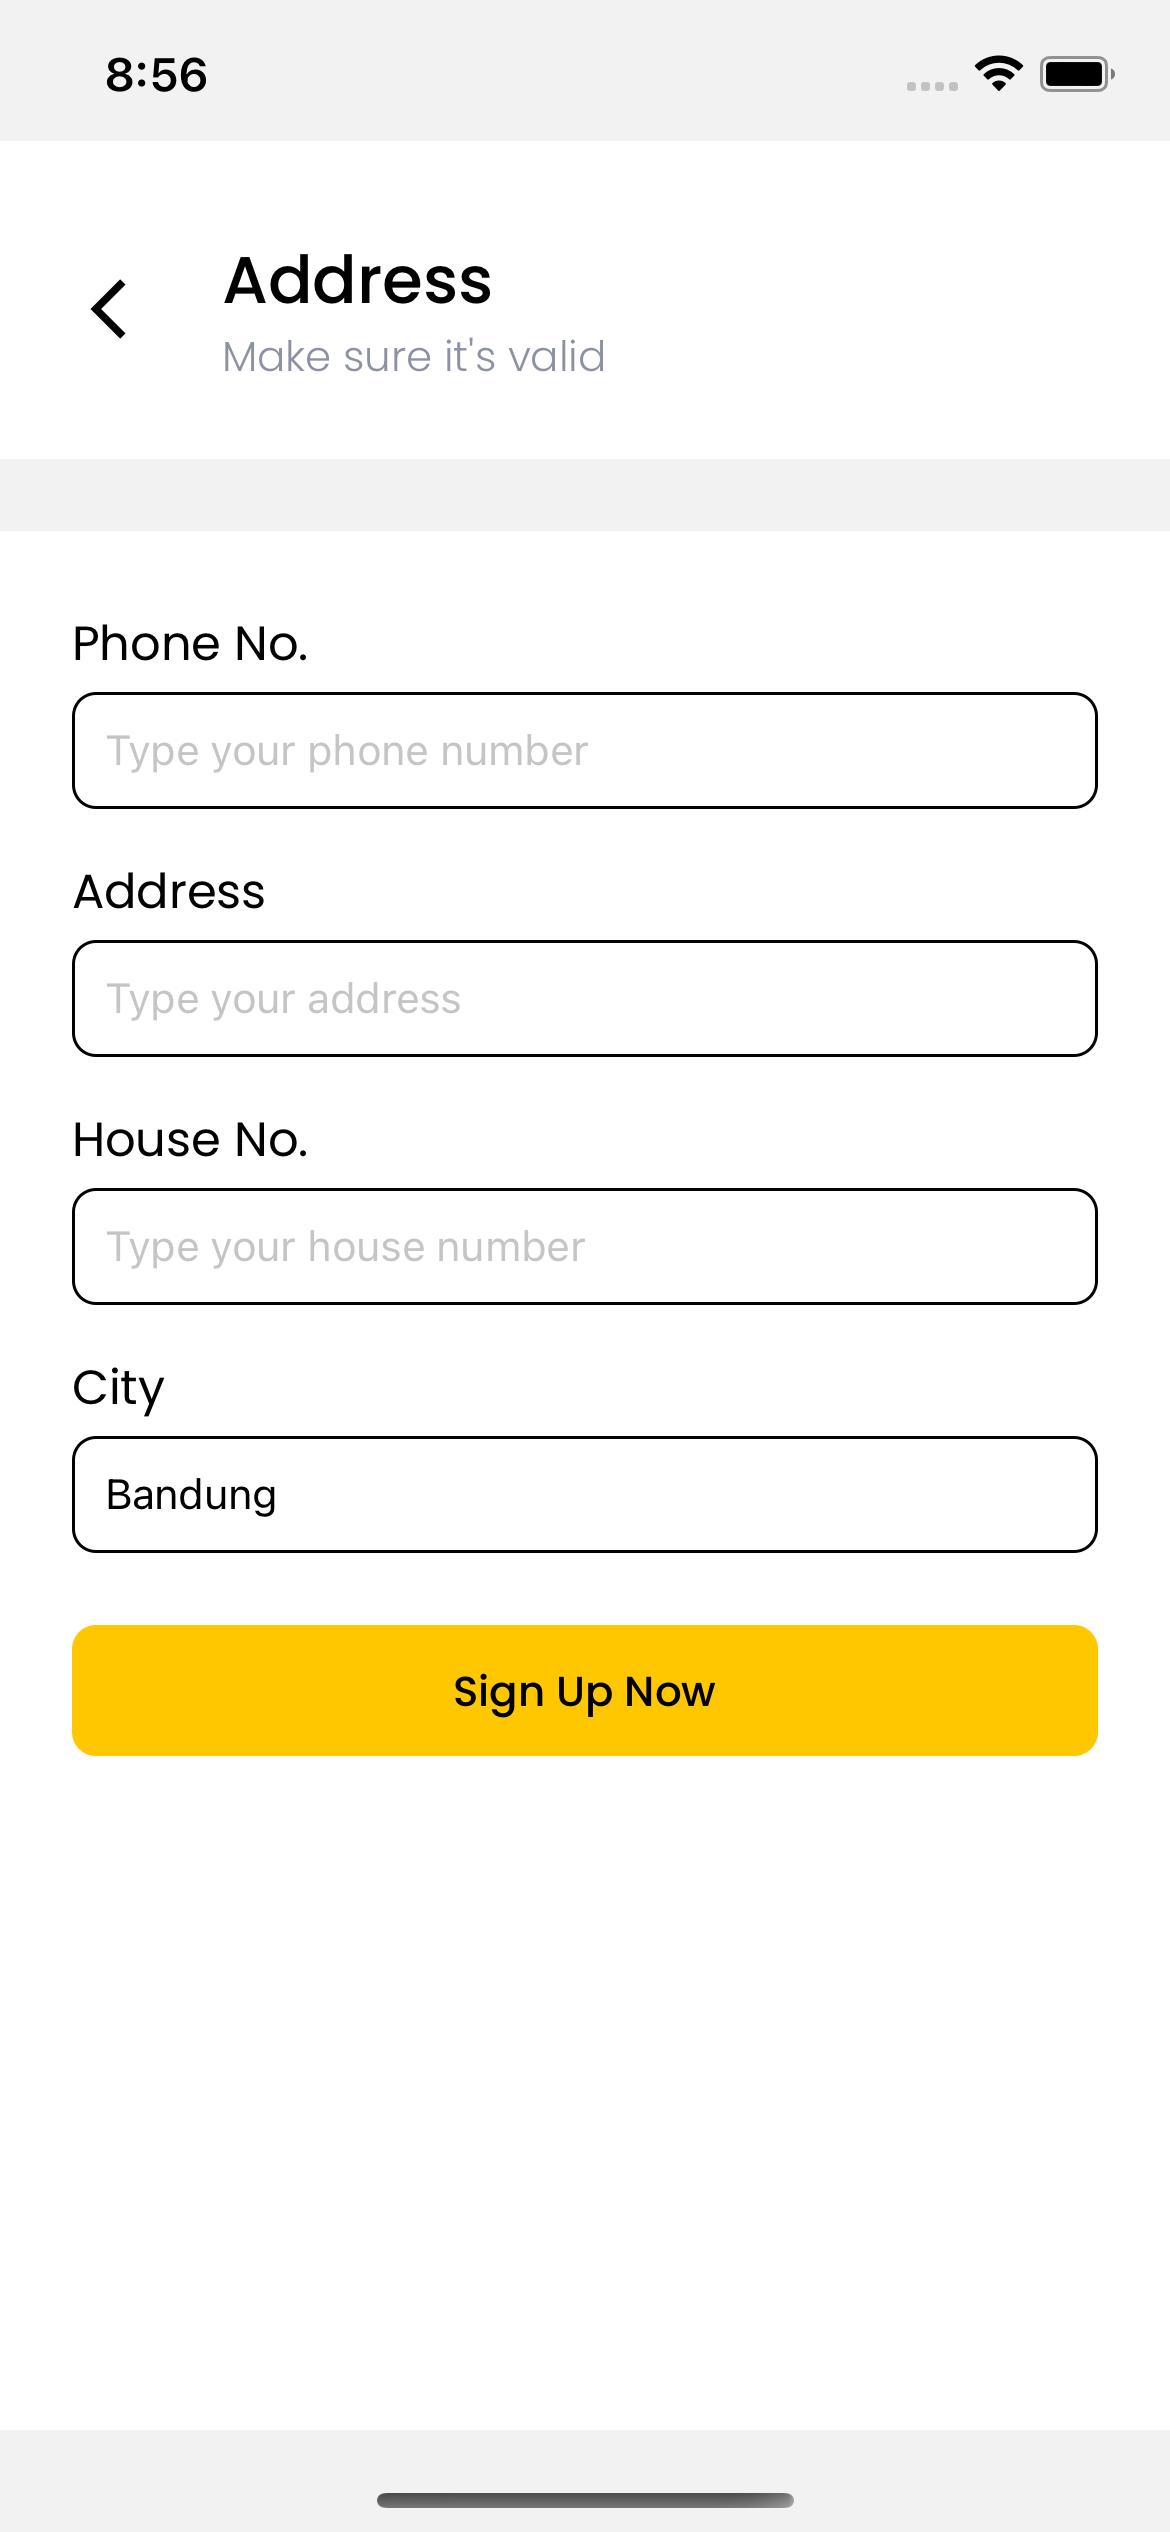 8:56
Address
Make sure it's valid
Phone No.
Type your phone number
Address
Type your address
House No.
Type your house number
City
Bandung
Sign Up Now